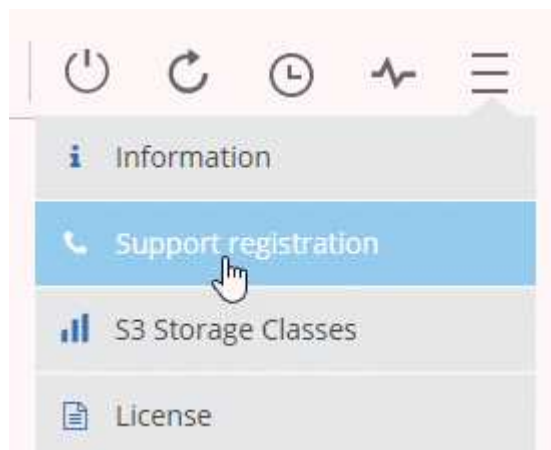 Information
Support registration
S3 Storage Classes
License